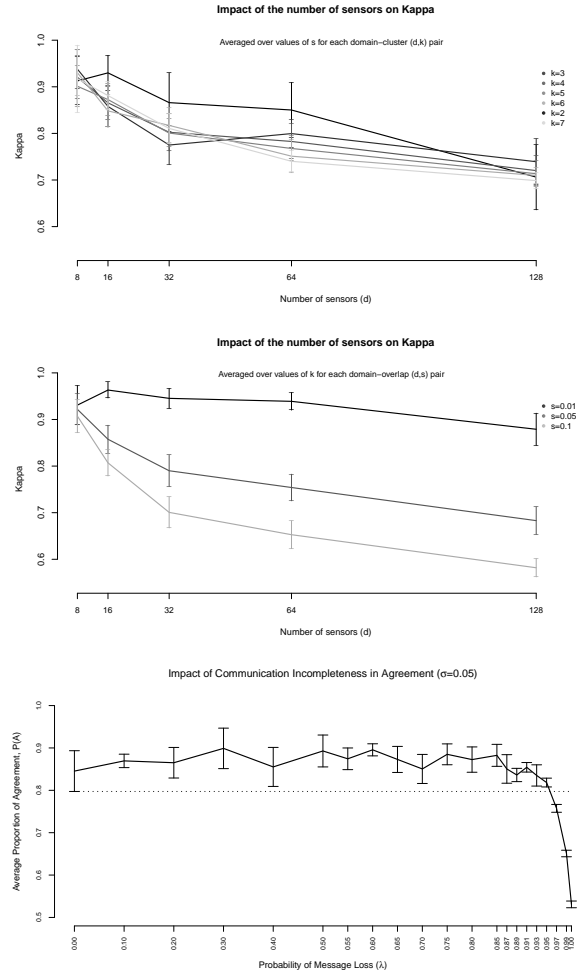 Impact of the number of sensors on Kappa
Averaged over values of s for each domain−cluster (d,k) pair
1.0
0.9
0.8
0.7
0.6
Kappa
k=3
k=4
k=5
k=6
k=2
k=7
8 16 32 64 128
Number of sensors (d)
Impact of the number of sensors on Kappa
Averaged over values of k for each domain−overlap (d,s) pair
1.0
0.9
0.8
0.7
0.6
Kappa
s=0.01
s=0.05
s=0.1
8 16 32 64 128
Number of sensors (d)
Impact of Communication Incompleteness in Agreement (σ=0.05)
1.0
0.9
0.8
0.7
0.6
0.5
Average Proportion of Agreement, P(A)
0.00 0.10 0.20 0.30 0.40 0.50 0.55 0.60 0.65 0.70 0.75 0.80 0.85 0.87 0.89 0.91 0.93 0.95 0.97 0.99 1.00
Probability of Message Loss (λ)